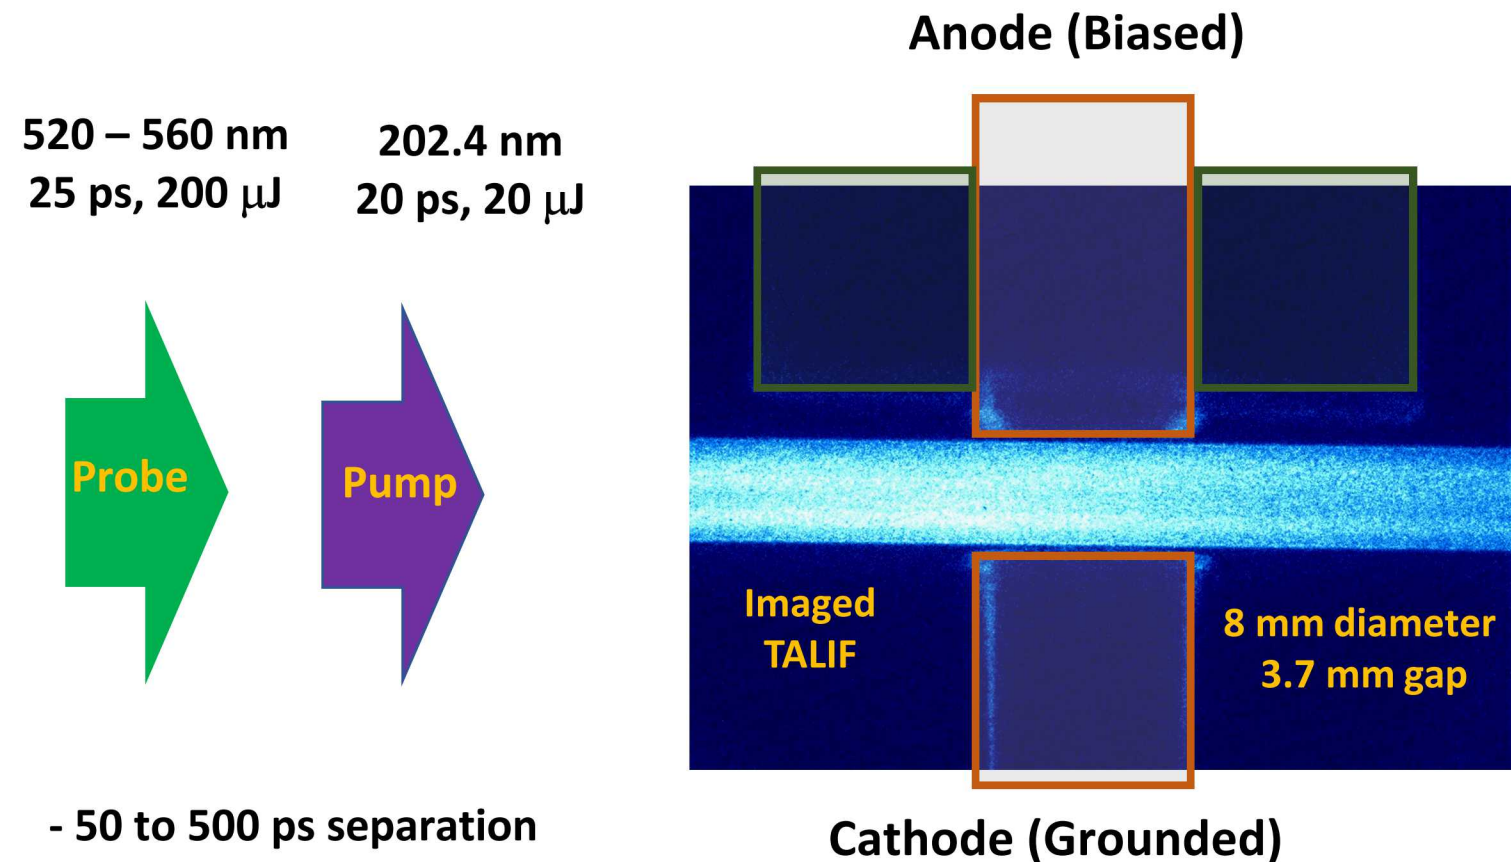 Anode (Biased)
520 – 560 nm
25 ps, 200 μJ
202.4 nm
20 ps, 20 μJ
Probe
Pump
Imaged
TALIF
8 mm diameter
3.7 mm gap
- 50 to 500 ps separation
Cathode (Grounded)